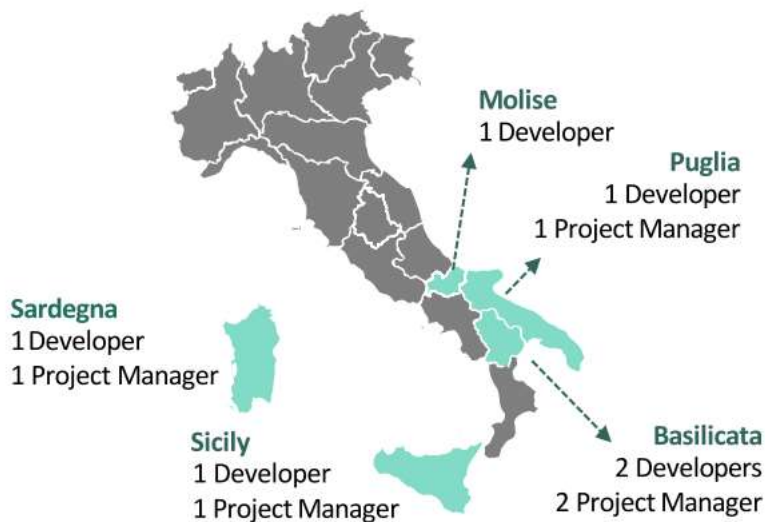 Molise
1 Developer
Puglia
1 Developer
1 Project Manager
Sardegna
1 Developer
1 Project Manager
Sicily
1 Developer
1 Project Manager
Basilicata
2 Developers
2 Project Manager